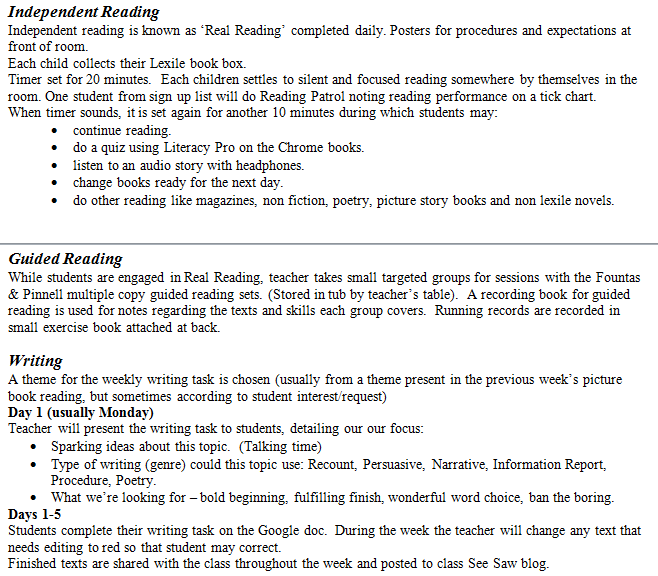 Independent Reading
Independent reading is known as ‘Real Reading’ completed daily. Posters for procedures and expectations at
front of room.
Each child collects their Lexile book box.
Timer set for 20 minutes.  Each children settles to silent and focused reading somewhere by themselves in the
room. One student from sign up list will do Reading Patrol noting reading performance on a tick chart.
When timer sounds, it is set again for another 10 minutes during which students may:
• continue reading.
• do a quiz using Literacy Pro on the Chrome books.
• listen to an audio story with headphones.
• change books ready for the next day.
• do other reading like magazines, non fiction, poetry, picture story books and non lexile novels.
Guided Reading
While students are engaged in Real Reading, teacher takes small targeted groups for sessions with the Fountas
& Pinnell multiple copy guided reading sets. (Stored in tub by teacher’s table).  A recording book for guided
reading is used for notes regarding the texts and skills each group covers.  Running records are recorded in
small exercise book attached at back.
Writing
A theme for the weekly writing task is chosen (usually from a theme present in the previous week’s picture
book reading, but sometimes according to student interest/request)
Day 1 (usually Monday)
Teacher will present the writing task to students, detailing our our focus:
• Sparking ideas about this topic.  (Talking time)
• Type of writing (genre) could this topic use: Recount, Persuasive, Narrative, Information Report,
Procedure, Poetry.
• What we’re looking for – bold beginning, fulfilling finish, wonderful word choice, ban the boring.
Days 1-5
Students complete their writing task on the Google doc.  During the week the teacher will change any text that
needs editing to red so that student may correct.
Finished texts are shared with the class throughout the week and posted to class See Saw blog.